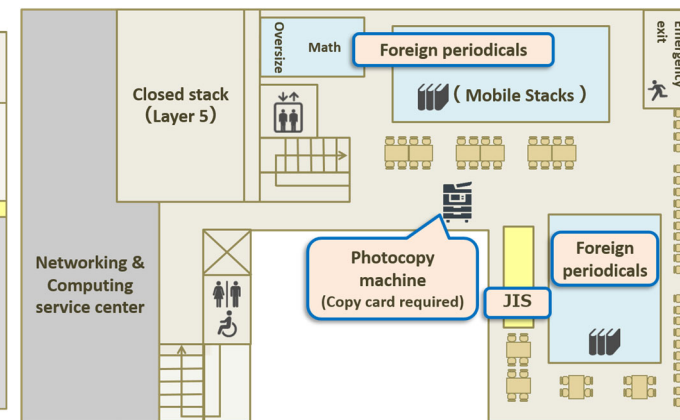 Oversize
Math
Foreign periodicals
Emergency
exit
Closed stack
(Layer 5)
( Mobile Stacks )
Networking &
Computing
service center
Photocopy
machine
(Copy card required)
JIS
Foreign
periodicals